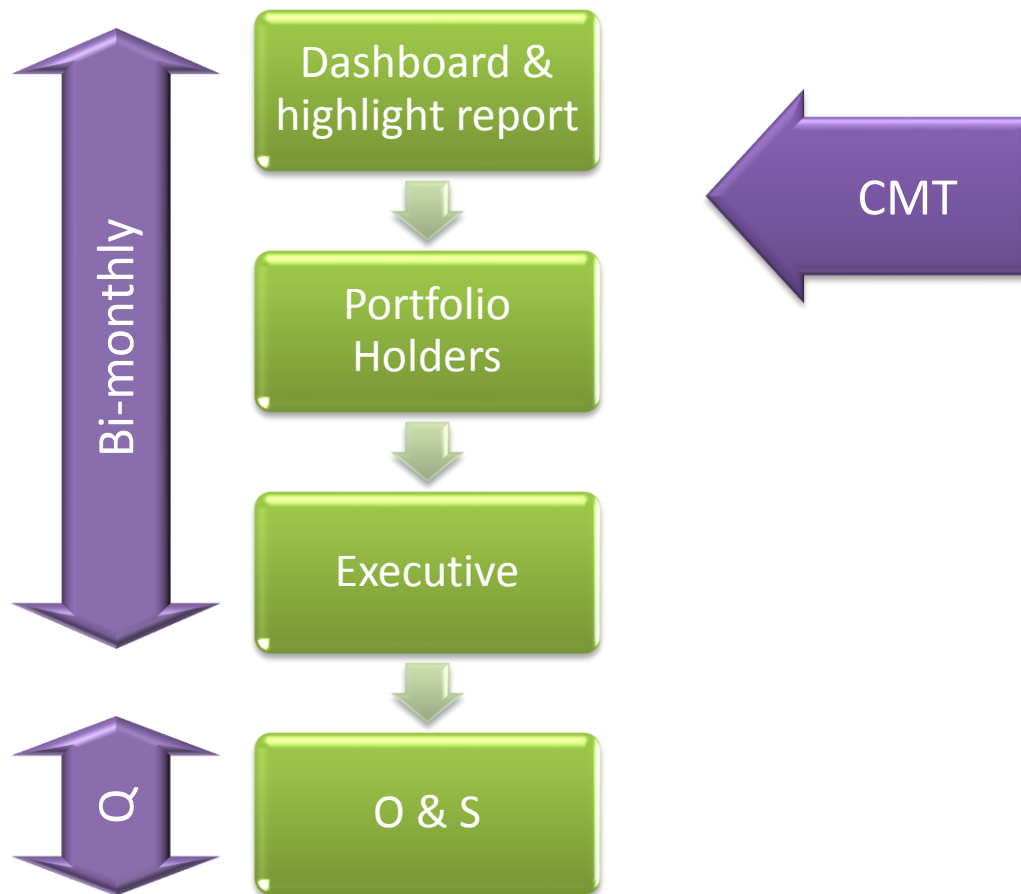 Dashboard &
highlight report
CMT
Bi-monthly
Portfolio
Holders
Executive
Q
O & S